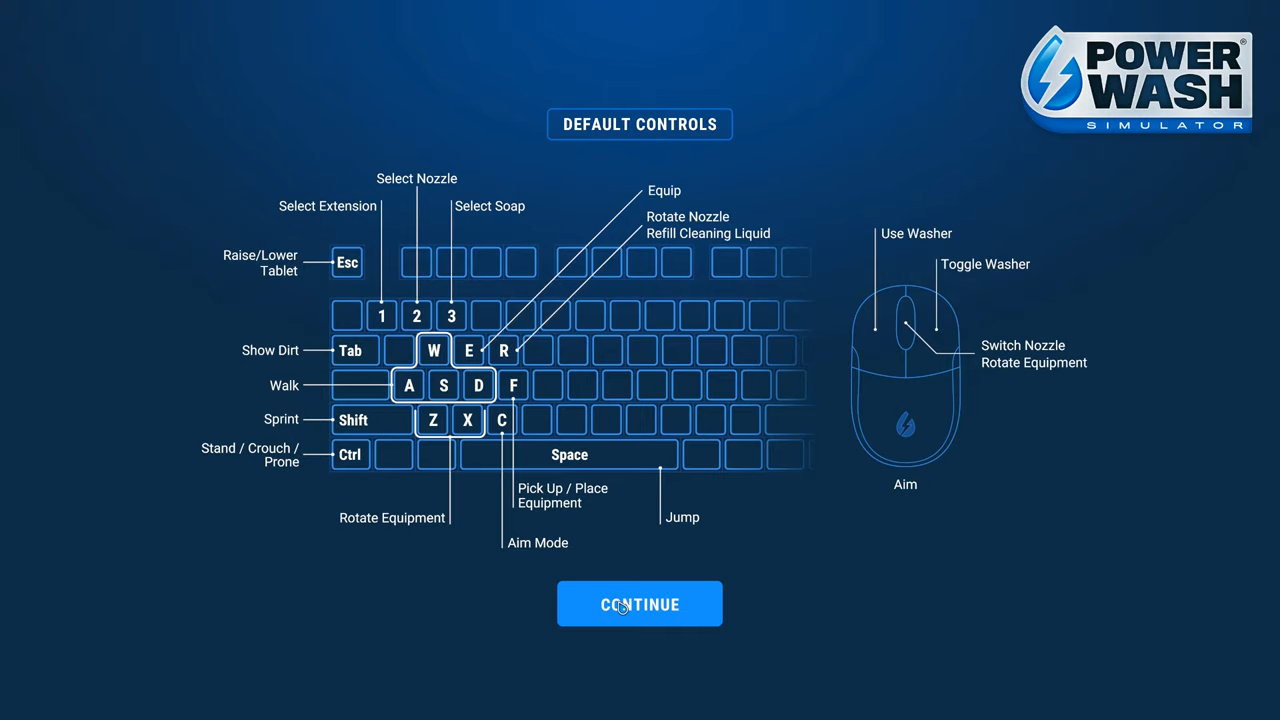 POWER®
WASH
SIMULATOR
DEFAULT CONTROLS
Select Nozzle
Select Extension
Select Soap
Equip
Rotate Nozzle
Refill Cleaning Liquid
Raise/Lower
Tablet
Esc
1 2 3
Show Dirt
Tab W E R
Walk
A S D F
Sprint
Shift Z X C
Stand / Crouch /
Prone
Ctrl Space
Pick Up / Place
Equipment
Rotate Equipment
Jump
Aim Mode
Use Washer
Toggle Washer
Switch Nozzle
Rotate Equipment
Aim
CONTINUE